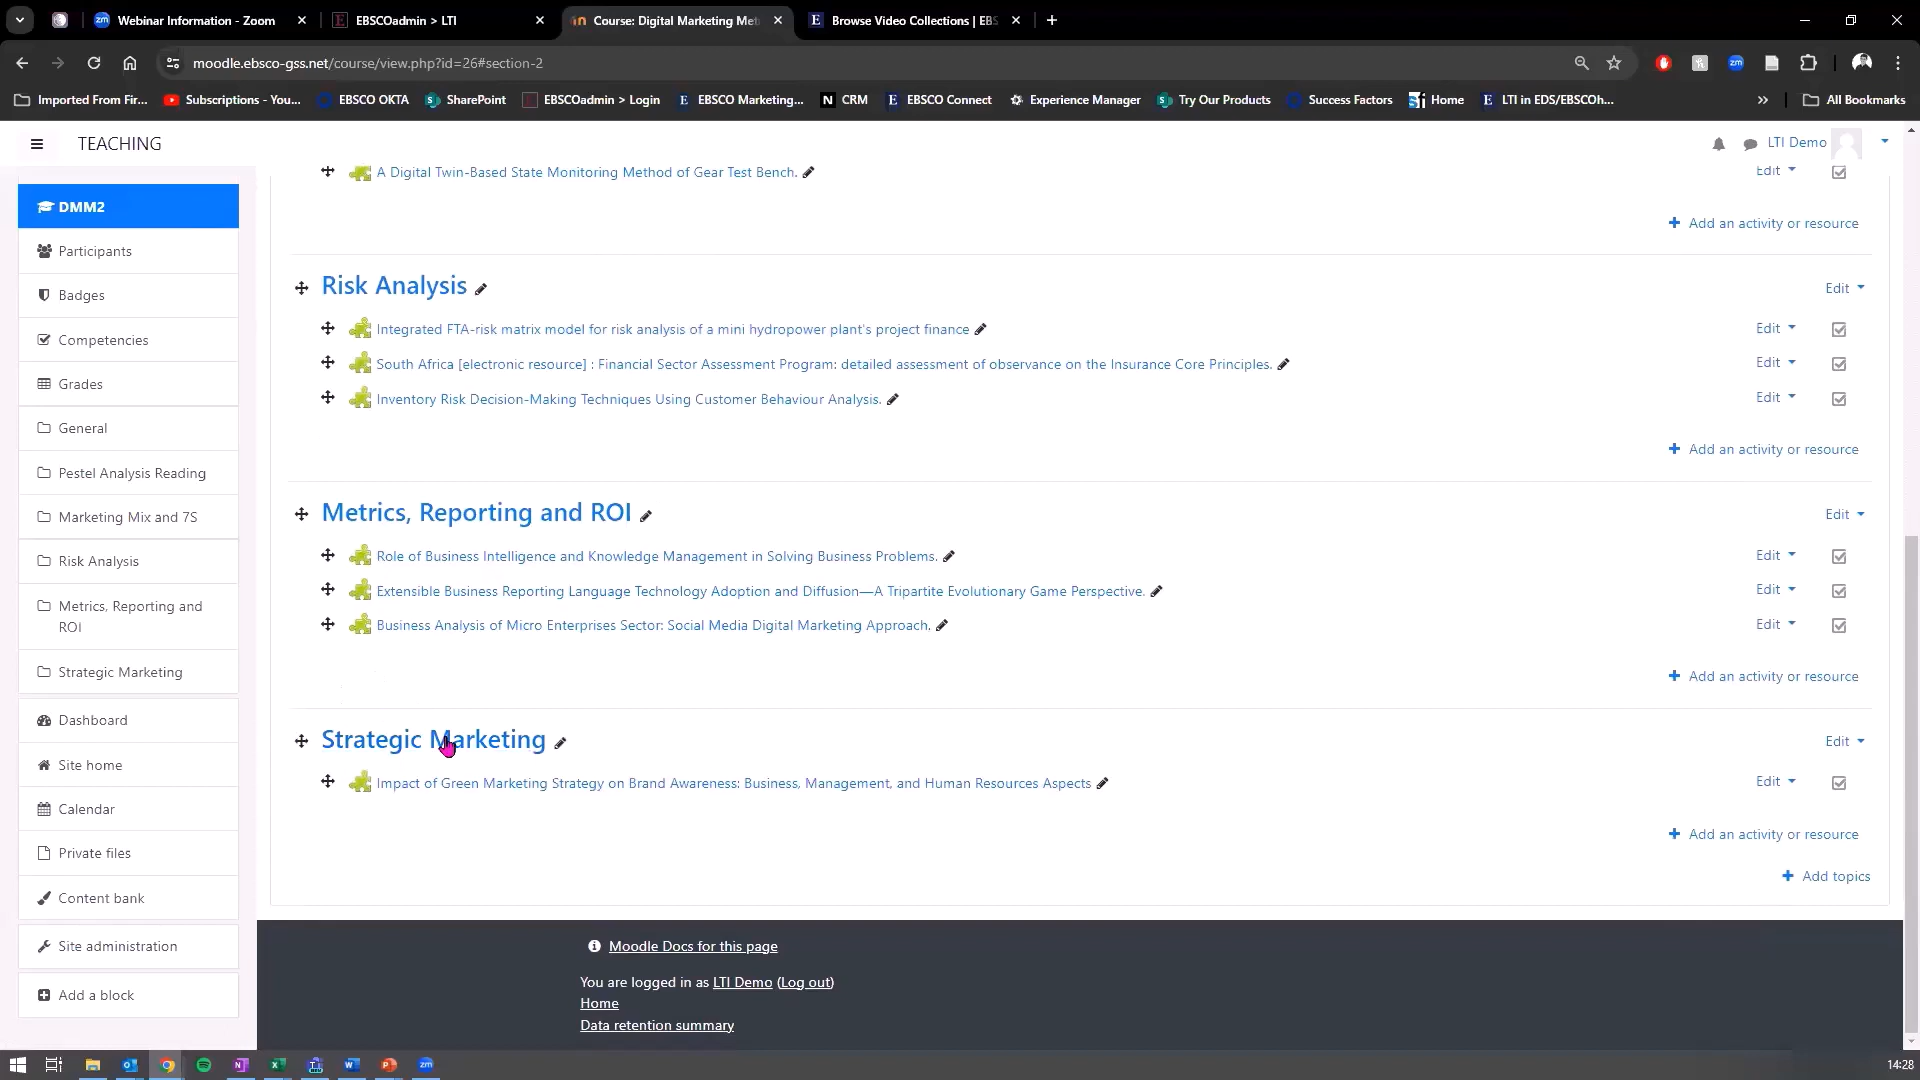 Webinar Information - Zoom
EBSCOadmin > LTI
Course: Digital Marketing Met
Browse Video Collections | EBS
moodle.ebsco-gss.net/course/view.php?id=26#section-2
Imported From Fir...
Subscriptions - You...
EBSCO OKTA
SharePoint
EBSCOadmin > Login
EBSCO Marketing...
CRM
EBSCO Connect
Experience Manager
Try Our Products
Success Factors
Home
LTI in EDS/EBSCOh...
All Bookmarks
TEACHING
LTI Demo
DMM2
Participants
Badges
Competencies
Grades
General
Pestel Analysis Reading
Marketing Mix and 7S
Risk Analysis
Metrics, Reporting and
ROI
Strategic Marketing
Dashboard
Site home
Calendar
Private files
Content bank
Site administration
Add a block
A Digital Twin-Based State Monitoring Method of Gear Test Bench.
Edit
Add an activity or resource
Risk Analysis
Edit
Integrated FTA-risk matrix model for risk analysis of a mini hydropower plant's project finance
Edit
South Africa [electronic resource] : Financial Sector Assessment Program: detailed assessment of observance on the Insurance Core Principles.
Edit
Inventory Risk Decision-Making Techniques Using Customer Behaviour Analysis.
Edit
Add an activity or resource
Metrics, Reporting and ROI
Edit
Role of Business Intelligence and Knowledge Management in Solving Business Problems.
Edit
Extensible Business Reporting Language Technology Adoption and Diffusion—A Tripartite Evolutionary Game Perspective.
Edit
Business Analysis of Micro Enterprises Sector: Social Media Digital Marketing Approach.
Edit
Add an activity or resource
Strategic Marketing
Edit
Impact of Green Marketing Strategy on Brand Awareness: Business, Management, and Human Resources Aspects
Edit
Add an activity or resource
Add topics
Moodle Docs for this page
You are logged in as LTI Demo (Log out)
Home
Data retention summary
14:28